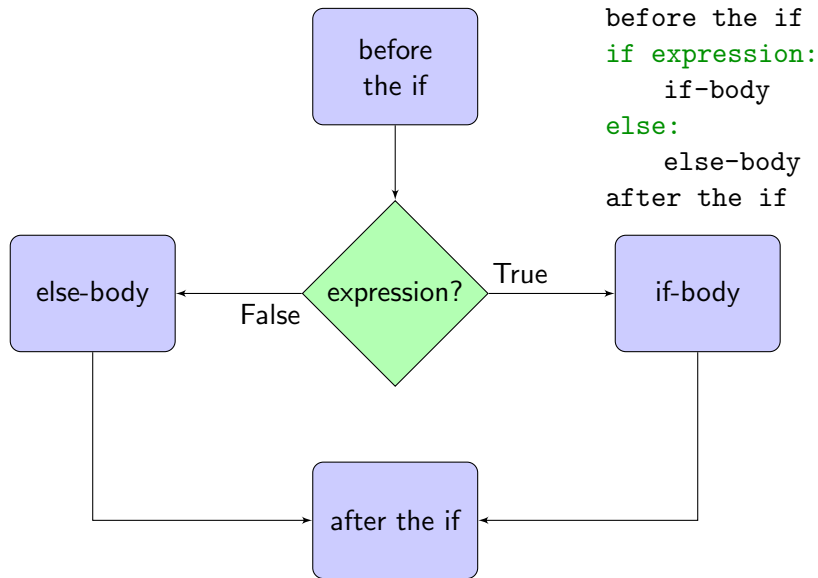 before
the if
before the if
if expression:
    if-body
else:
    else-body
after the if
else-body
expression?
True
False
if-body
after the if